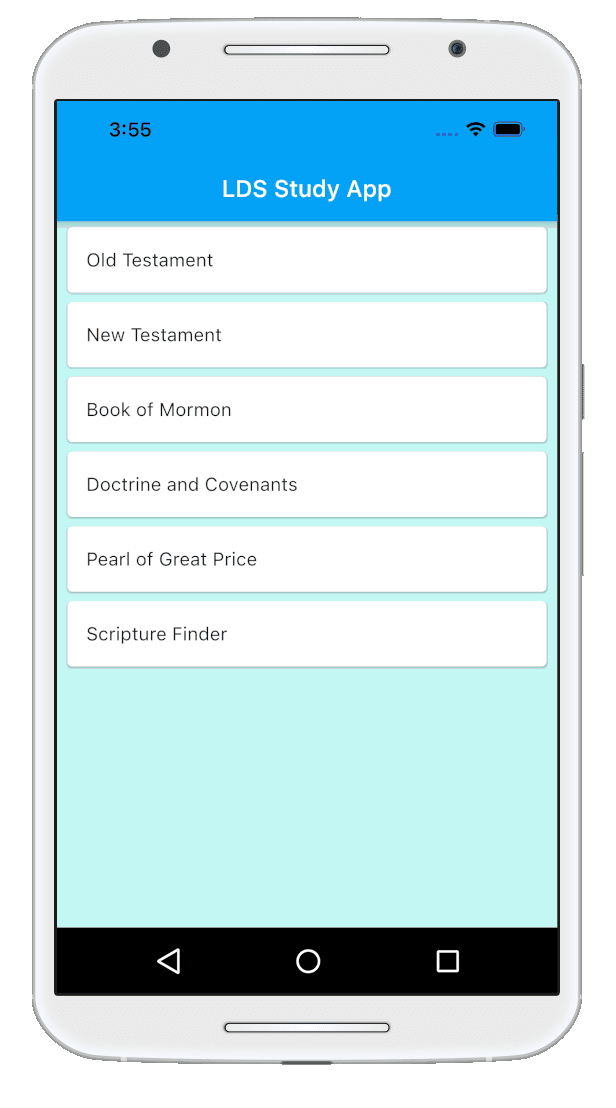 3:55
LDS Study App
Old Testament
New Testament
Book of Mormon
Doctrine and Covenants
Pearl of Great Price
Scripture Finder